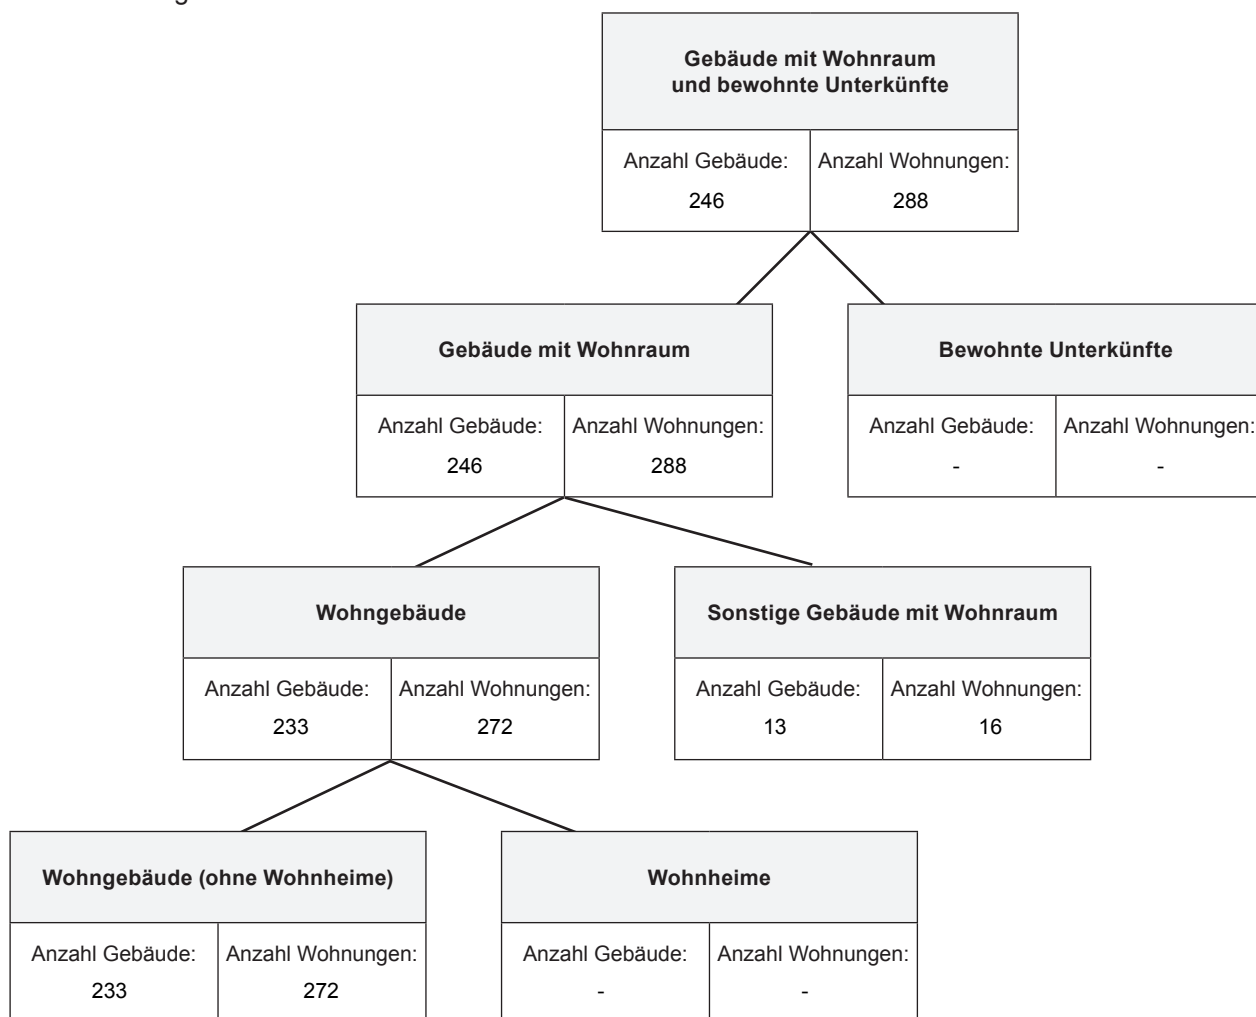 Gebäude mit Wohnraum
und bewohnte Unterkünfte
Anzahl Gebäude: Anzahl Wohnungen:
246 288
Gebäude mit Wohnraum Bewohnte Unterkünfte
Anzahl Gebäude: Anzahl Wohnungen: Anzahl Gebäude: Anzahl Wohnungen:
246 288 - -
Wohngebäude Sonstige Gebäude mit Wohnraum
Anzahl Gebäude: Anzahl Wohnungen: Anzahl Gebäude: Anzahl Wohnungen:
233 272 13 16
Wohngebäude (ohne Wohnheime) Wohnheime
Anzahl Gebäude: Anzahl Wohnungen: Anzahl Gebäude: Anzahl Wohnungen:
233 272 - -